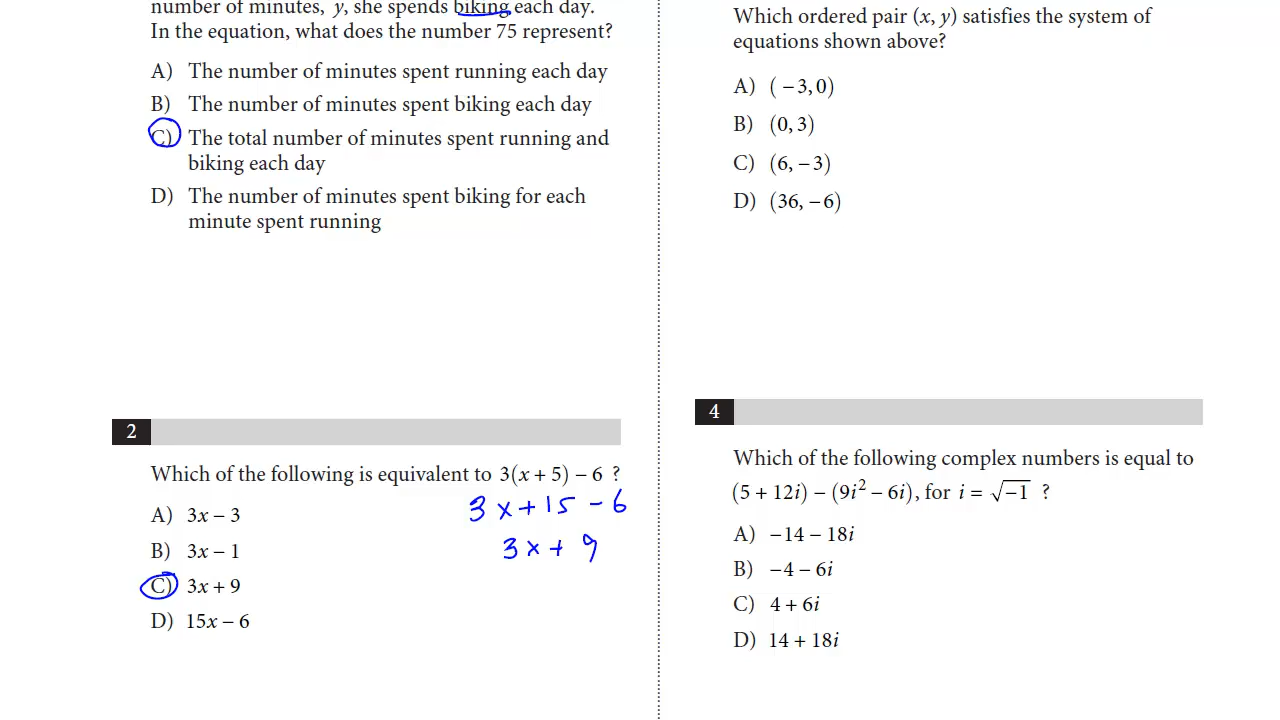 number of minutes, y, she spends biking each day.
In the equation, what does the number 75 represent?
A) The number of minutes spent running each day
B) The number of minutes spent biking each day
C) The total number of minutes spent running and
biking each day
D) The number of minutes spent biking for each
minute spent running
2
Which of the following is equivalent to 3(x + 5) − 6 ?
3x + 15 − 6
3x + 9
A) 3x − 3
B) 3x − 1
C) 3x + 9
D) 15x − 6
Which ordered pair (x, y) satisfies the system of
equations shown above?
A) (−3, 0)
B) (0, 3)
C) (6, −3)
D) (36, −6)
4
Which of the following complex numbers is equal to
(5 + 12i) − (9i² − 6i), for i = √−1 ?
A) −14 − 18i
B) −4 − 6i
C) 4 + 6i
D) 14 + 18i